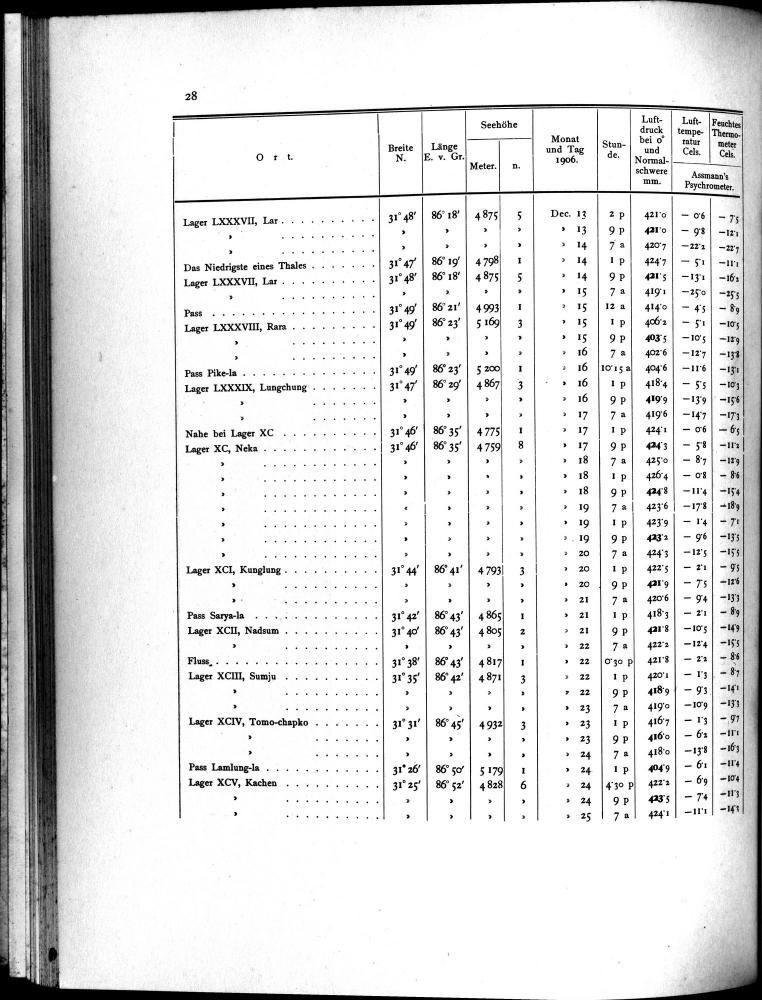 28
O r t. Breite N. Länge E. v. Gr. Seehöhe Meter. n. Monat und Tag 1906. Stunde. Luftdruck bei 0° und Normalschwere mm. Lufttemperatur Cels. Feuchtes Thermometer Cels. Assmann's Psychrometer.
Lager LXXXVII, Lar . . . . . . . . . . 31° 48′ 86° 18′ 4 875 5 Dec. 13 2 p 421·0 — 0·6 — 7·5
» . . . . . . . . . . » » » » » 13 9 p 421·0 — 9·8 —12·1
» . . . . . . . . . . » » » » » 14 7 a 420·7 —22·2 —22·7
Das Niedrigste eines Thales . . . . . . . 31° 47′ 86° 19′ 4 798 1 » 14 1 p 424·7 — 5·1 —11·1
Lager LXXXVII, Lar . . . . . . . . . . 31° 48′ 86° 18′ 4 875 5 » 14 9 p 421·5 —13·1 —16·2
» . . . . . . . . . . » » » » » 15 7 a 419·1 —25·0 —25·5
Pass . . . . . . . . . . . . . . . . . 31° 49′ 86° 21′ 4 993 1 » 15 12 a 414·0 — 4·5 — 8·9
Lager LXXXVIII, Rara . . . . . . . . . 31° 49′ 86° 23′ 5 169 3 » 15 1 p 406·2 — 5·1 —10·5
» . . . . . . . . . » » » » » 15 9 p 403·5 —10·5 —12·9
» . . . . . . . . . » » » » » 16 7 a 402·6 —12·7 —13·8
Pass Pike-la . . . . . . . . . . . . . . 31° 49′ 86° 23′ 5 200 1 » 16 10·15 a 404·6 —11·6 —13·1
Lager LXXXIX, Lungchung . . . . . . . 31° 47′ 86° 29′ 4 867 3 » 16 1 p 418·4 — 5·5 —10·3
» . . . . . . . » » » » » 16 9 p 419·9 —13·9 —15·6
» . . . . . . . » » » » » 17 7 a 419·6 —14·7 —17·3
Nahe bei Lager XC . . . . . . . . . . 31° 46′ 86° 35′ 4 775 1 » 17 1 p 424·1 — 0·6 — 6·5
Lager XC, Neka . . . . . . . . . . . . 31° 46′ 86° 35′ 4 759 8 » 17 9 p 424·3 — 5·8 —11·2
» . . . . . . . . . . . . » » » » » 18 7 a 425·0 — 8·7 —12·9
» . . . . . . . . . . . . » » » » » 18 1 p 426·4 — 0·8 — 8·6
» . . . . . . . . . . . . » » » » » 18 9 p 424·8 —11·4 —15·4
» . . . . . . . . . . . . » » » » » 19 7 a 423·6 —17·8 —18·9
» . . . . . . . . . . . . » » » » » 19 1 p 423·9 — 1·4 — 7·1
» . . . . . . . . . . . . » » » » » 19 9 p 423·2 — 9·6 —13·5
» . . . . . . . . . . . . » » » » » 20 7 a 424·3 —12·5 —15·5
Lager XCI, Kunglung . . . . . . . . . . 31° 44′ 86° 41′ 4 793 3 » 20 1 p 422·5 — 2·1 — 9·5
» . . . . . . . . . . » » » » » 20 9 p 421·9 — 7·5 —12·6
» . . . . . . . . . . » » » » » 21 7 a 420·6 — 9·4 —13·3
Pass Sarya-la . . . . . . . . . . . . . 31° 42′ 86° 43′ 4 865 1 » 21 1 p 418·3 — 2·1 — 8·9
Lager XCII, Nadsum . . . . . . . . . . 31° 40′ 86° 43′ 4 805 2 » 21 9 p 421·8 —10·5 —14·9
» . . . . . . . . . . » » » » » 22 7 a 422·2 —12·4 —15·5
Fluss . . . . . . . . . . . . . . . . . 31° 38′ 86° 43′ 4 817 1 » 22 0·30 p 421·8 — 2·2 — 8·6
Lager XCIII, Sumju . . . . . . . . . . 31° 35′ 86° 42′ 4 871 3 » 22 1 p 420·1 — 1·3 — 8·7
» . . . . . . . . . . » » » » » 22 9 p 418·9 — 9·3 —14·1
» . . . . . . . . . . » » » » » 23 7 a 419·0 —10·9 —13·3
Lager XCIV, Tomo-chapko . . . . . . . 31° 31′ 86° 45′ 4 932 3 » 23 1 p 416·7 — 1·3 — 9·7
» . . . . . . . » » » » » 23 9 p 416·0 — 6·2 —11·1
» . . . . . . . » » » » » 24 7 a 418·0 —13·8 —16·3
Pass Lamlung-la . . . . . . . . . . . . 31° 26′ 86° 50′ 5 179 1 » 24 1 p 404·9 — 6·1 —11·4
Lager XCV, Kachen . . . . . . . . . . 31° 25′ 86° 52′ 4 828 6 » 24 4·30 p 422·2 — 6·9 —10·4
» . . . . . . . . . . » » » » » 24 9 p 423·5 — 7·4 —11·3
» . . . . . . . . . . » » » » » 25 7 a 424·1 —11·1 —14·3